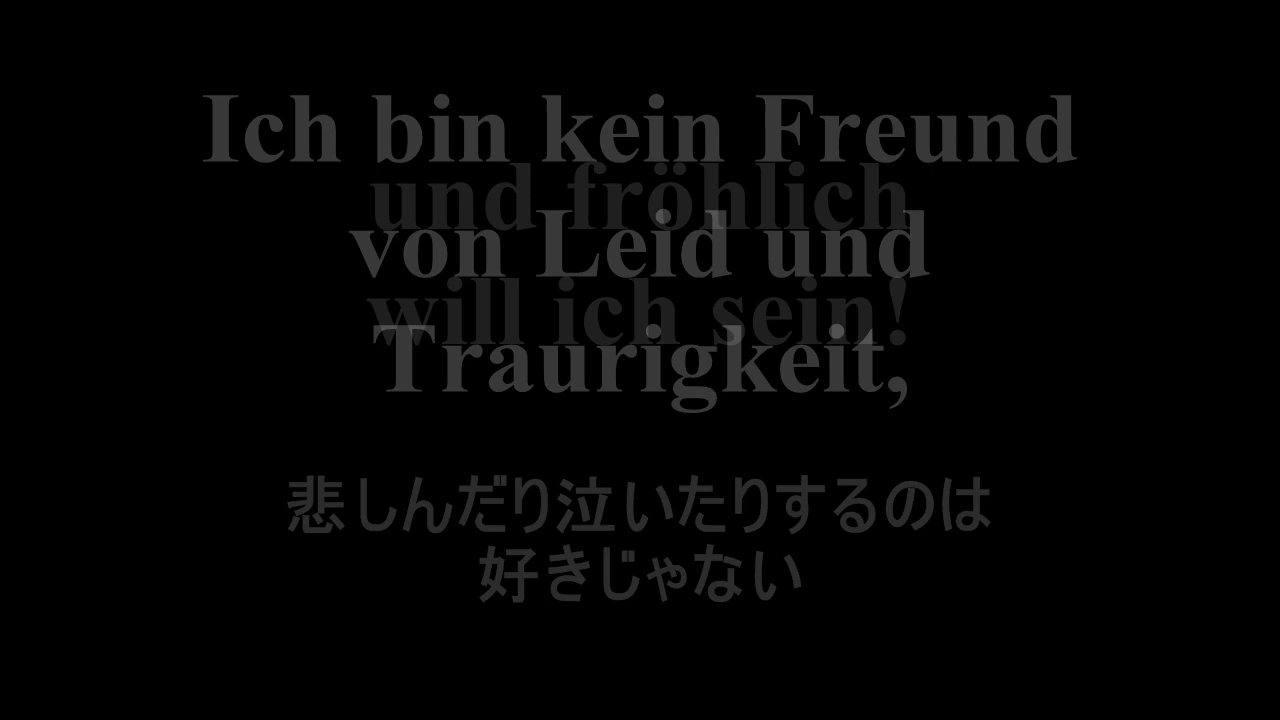 Ich bin kein Freund
und fröhlich
von Leid und
will ich sein!
Traurigkeit,
悲しんだり泣いたりするのは
好きじゃない